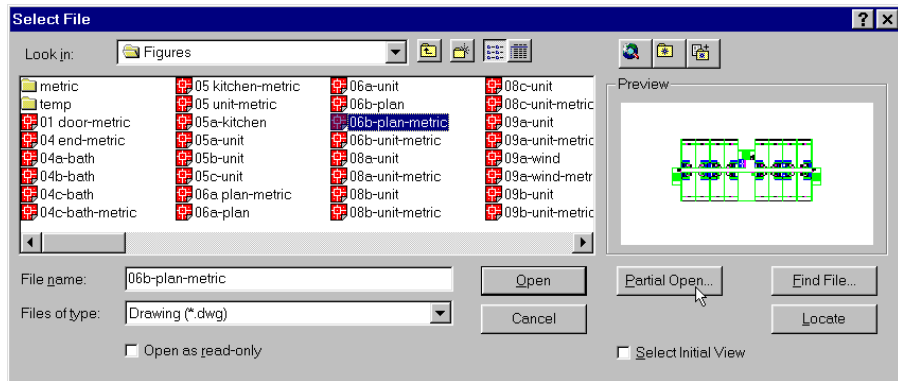 Select File
Look in: Figures
metric 05 kitchen-metric 06a-unit 08c-unit
temp 05 unit-metric 06b-plan 08c-unit-metric
01 door-metric 05a-kitchen 06b-plan-metric 09a-unit
04 end-metric 05a-unit 06b-unit-metric 09a-unit-metric
04a-bath 05b-unit 08a-unit 09a-wind
04b-bath 05c-unit 08a-unit-metric 09a-wind-metr
04c-bath 06a plan-metric 08b-unit 09b-unit
04c-bath-metric 06a-plan 08b-unit-metric 09b-unit-metric
Preview
File name: 06b-plan-metric Open Partial Open... Find File...
Files of type: Drawing (*.dwg) Cancel Locate
Open as read-only Select Initial View